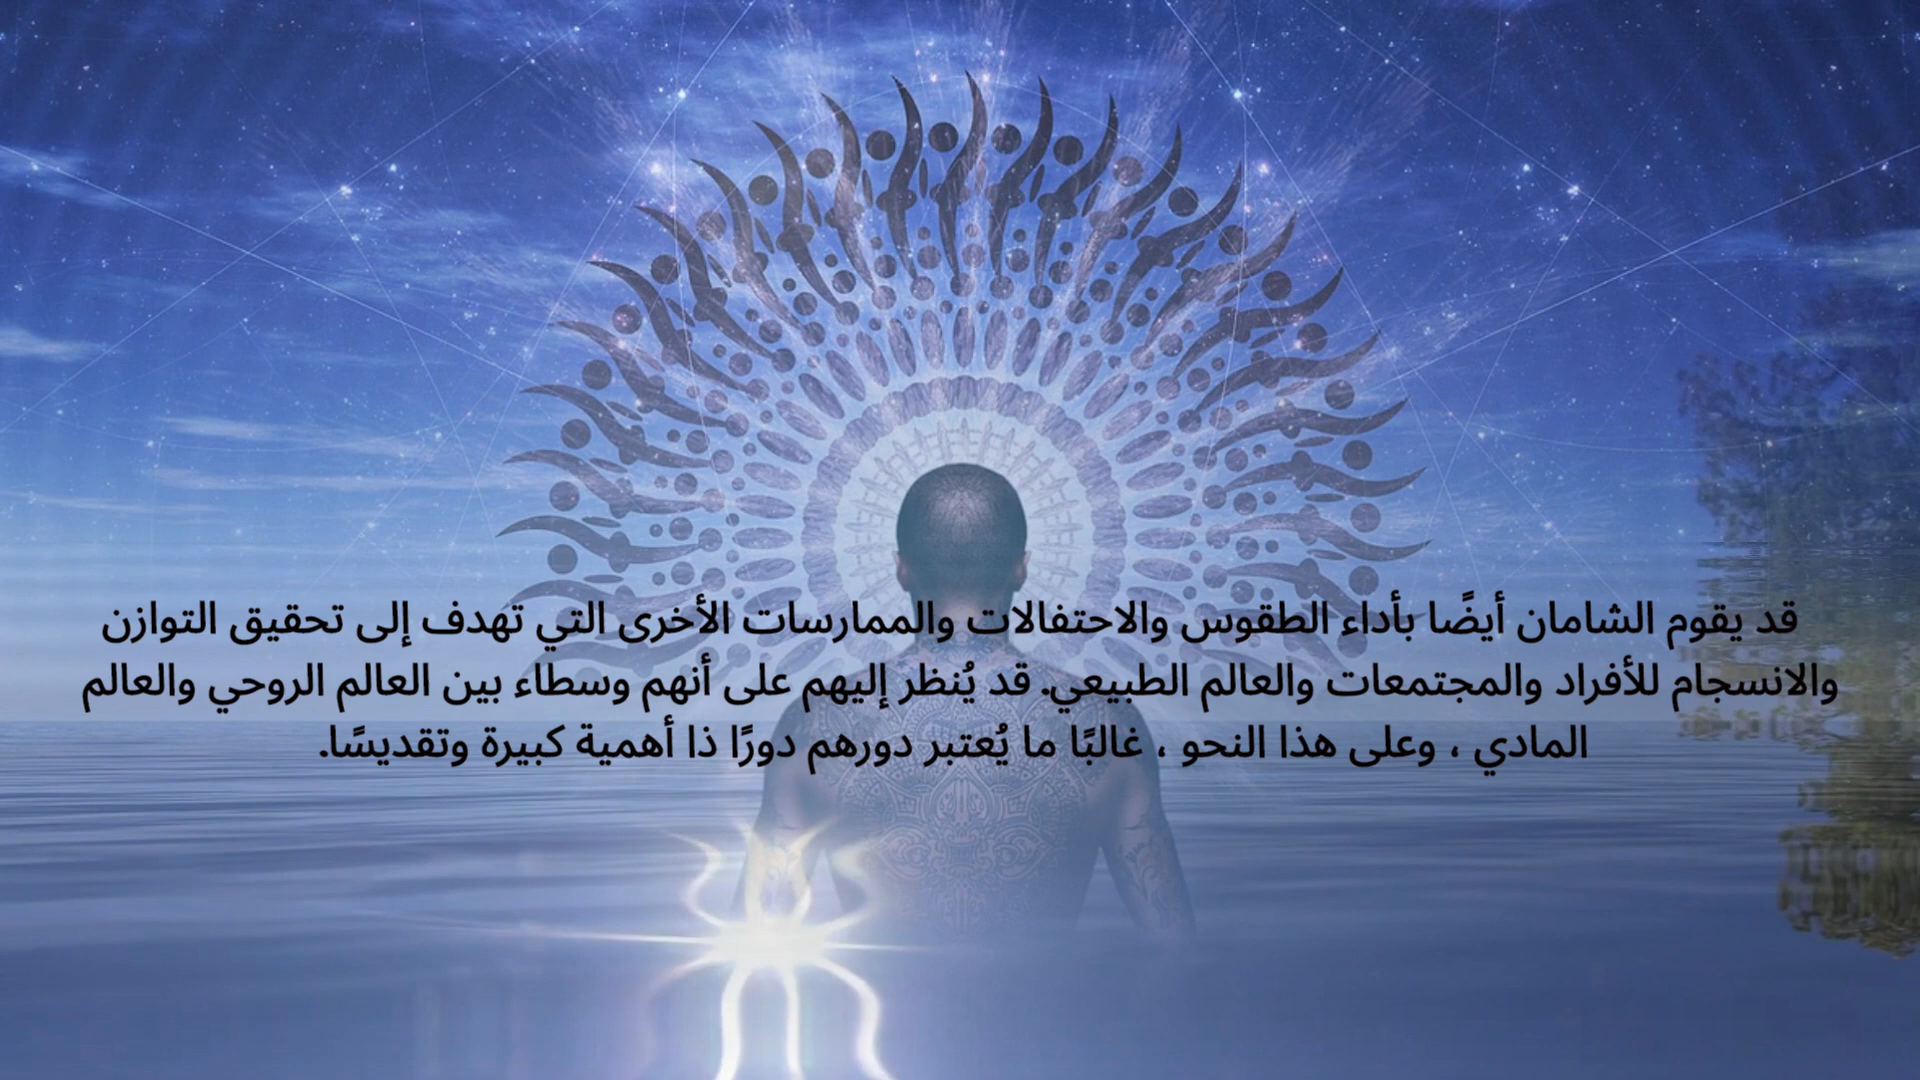 قد يقوم الشامان أيضًا بأداء الطقوس والاحتفالات والممارسات الأخرى التي تهدف إلى تحقيق التوازن
والانسجام للأفراد والمجتمعات والعالم الطبيعي. قد يُنظر إليهم على أنهم وسطاء بين العالم الروحي والعالم
المادي ، وعلى هذا النحو ، غالبًا ما يُعتبر دورهم دورًا ذا أهمية كبيرة وتقديسًا.